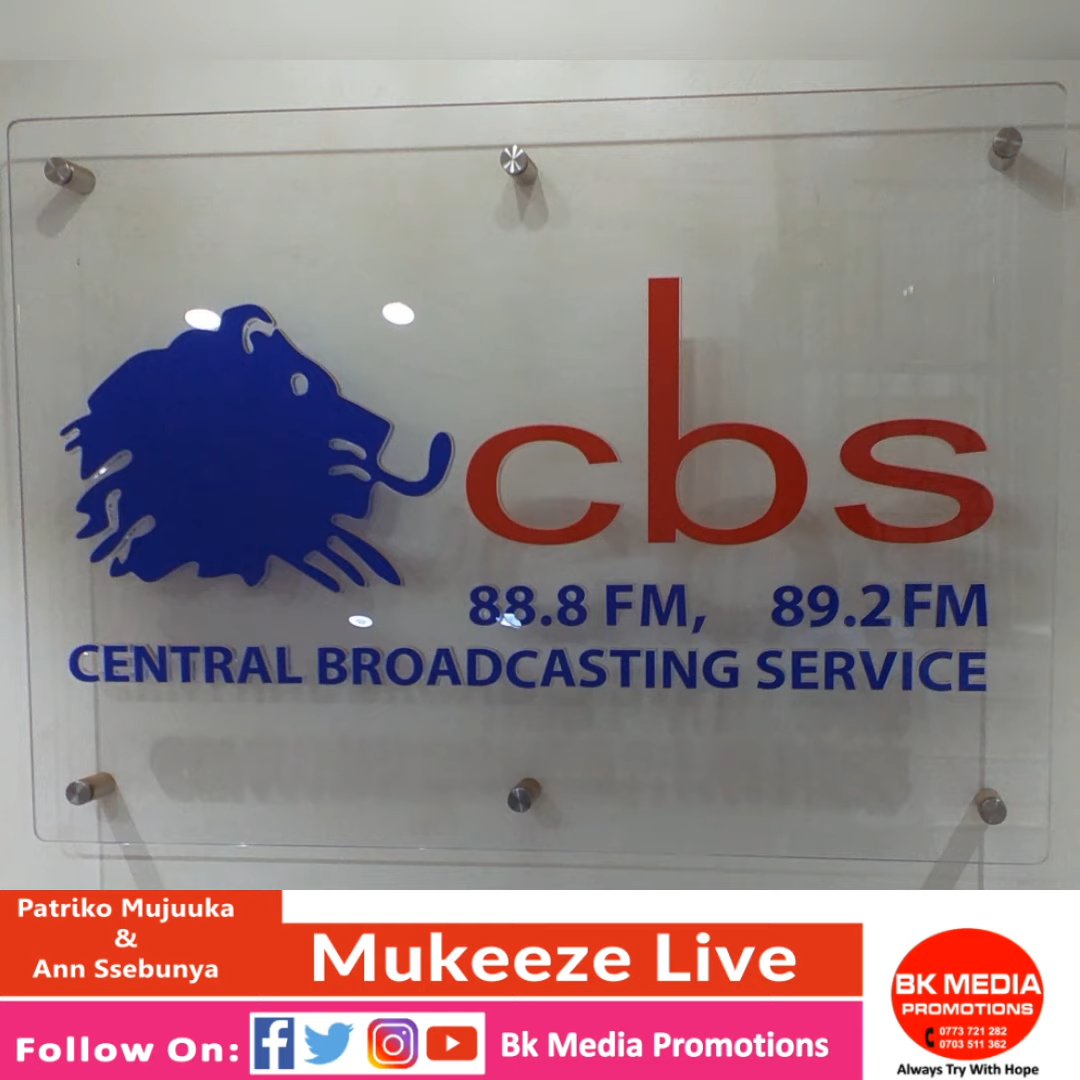 cbs
88.8 FM, 89.2 FM
CENTRAL BROADCASTING SERVICE
Patriko Mujuuka
&
Ann Ssebunya
Mukeeze Live
Follow On:
Bk Media Promotions
BK MEDIA
PROMOTIONS
0773 721 282
0703 511 362
Always Try With Hope